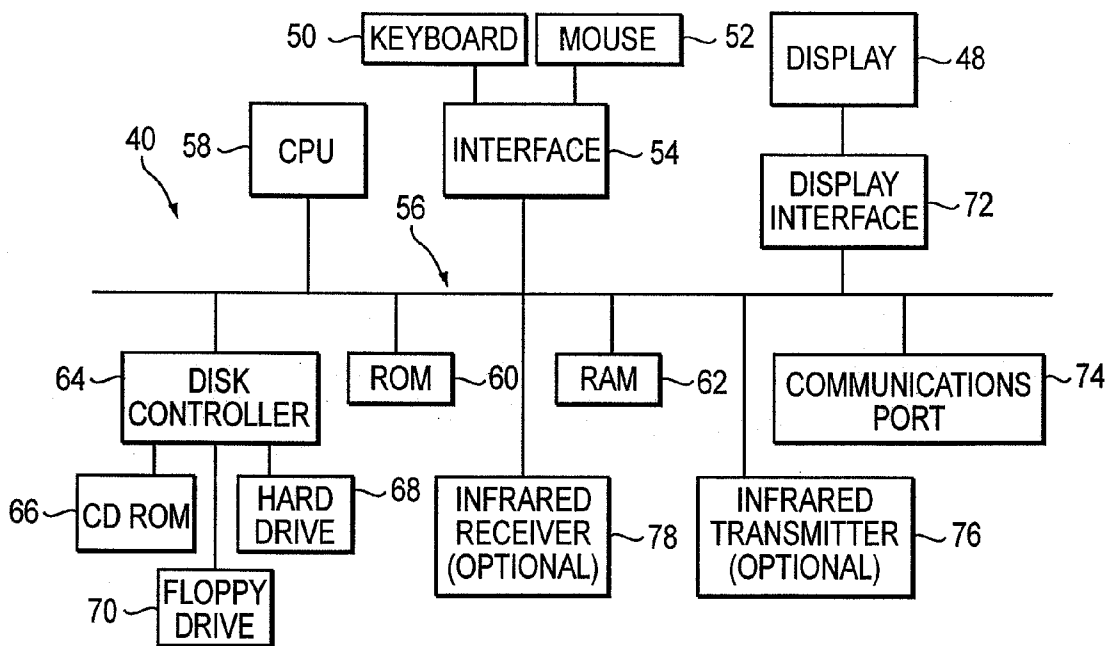 50
KEYBOARD
MOUSE
52
DISPLAY
48
40
58
CPU
INTERFACE
54
DISPLAY
INTERFACE
72
56
64
DISK
CONTROLLER
ROM
60
RAM
62
COMMUNICATIONS
PORT
74
66
CD ROM
HARD
DRIVE
68
INFRARED
RECEIVER
(OPTIONAL)
78
INFRARED
TRANSMITTER
(OPTIONAL)
76
70
FLOPPY
DRIVE